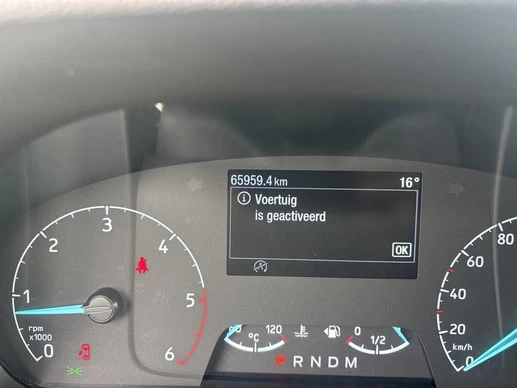 65959.4 km 16°
Voertuig
is geactiveerd
OK
0 1 2 3 4 5 6
rpm
x1000
60 120
°C
0 1/2
P R N D M
0 20 40 60 80
km/h